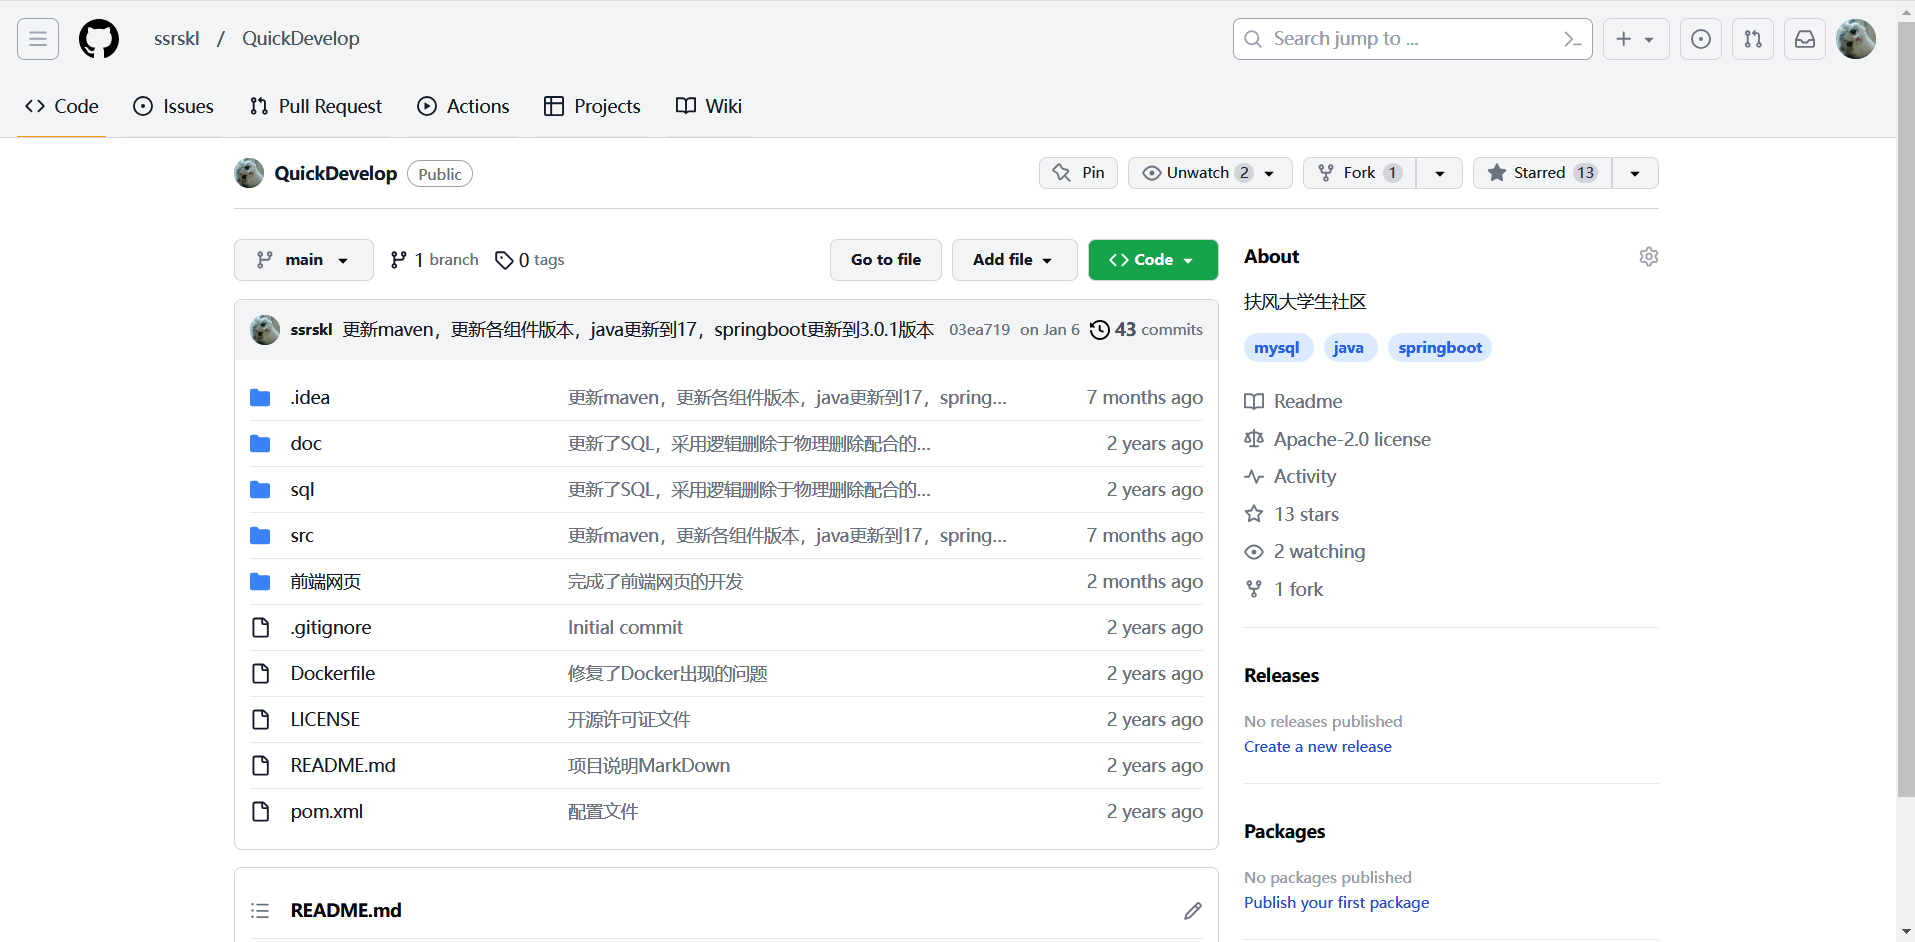 ssrskl / QuickDevelop
Search jump to ...
Code Issues Pull Request Actions Projects Wiki
QuickDevelop Public
Pin Unwatch 2 Fork 1 Starred 13
main 1 branch 0 tags Go to file Add file Code
ssrskl 更新maven，更新各组件版本，java更新到17，springboot更新到3.0.1版本 03ea719 on Jan 6 43 commits
.idea 更新maven，更新各组件版本，java更新到17，spring... 7 months ago
doc 更新了SQL，采用逻辑删除于物理删除配合的... 2 years ago
sql 更新了SQL，采用逻辑删除于物理删除配合的... 2 years ago
src 更新maven，更新各组件版本，java更新到17，spring... 7 months ago
前端网页 完成了前端网页的开发 2 months ago
.gitignore Initial commit 2 years ago
Dockerfile 修复了Docker出现的问题 2 years ago
LICENSE 开源许可证文件 2 years ago
README.md 项目说明MarkDown 2 years ago
pom.xml 配置文件 2 years ago
README.md
About
扶风大学生社区
mysql java springboot
Readme
Apache-2.0 license
Activity
13 stars
2 watching
1 fork
Releases
No releases published
Create a new release
Packages
No packages published
Publish your first package